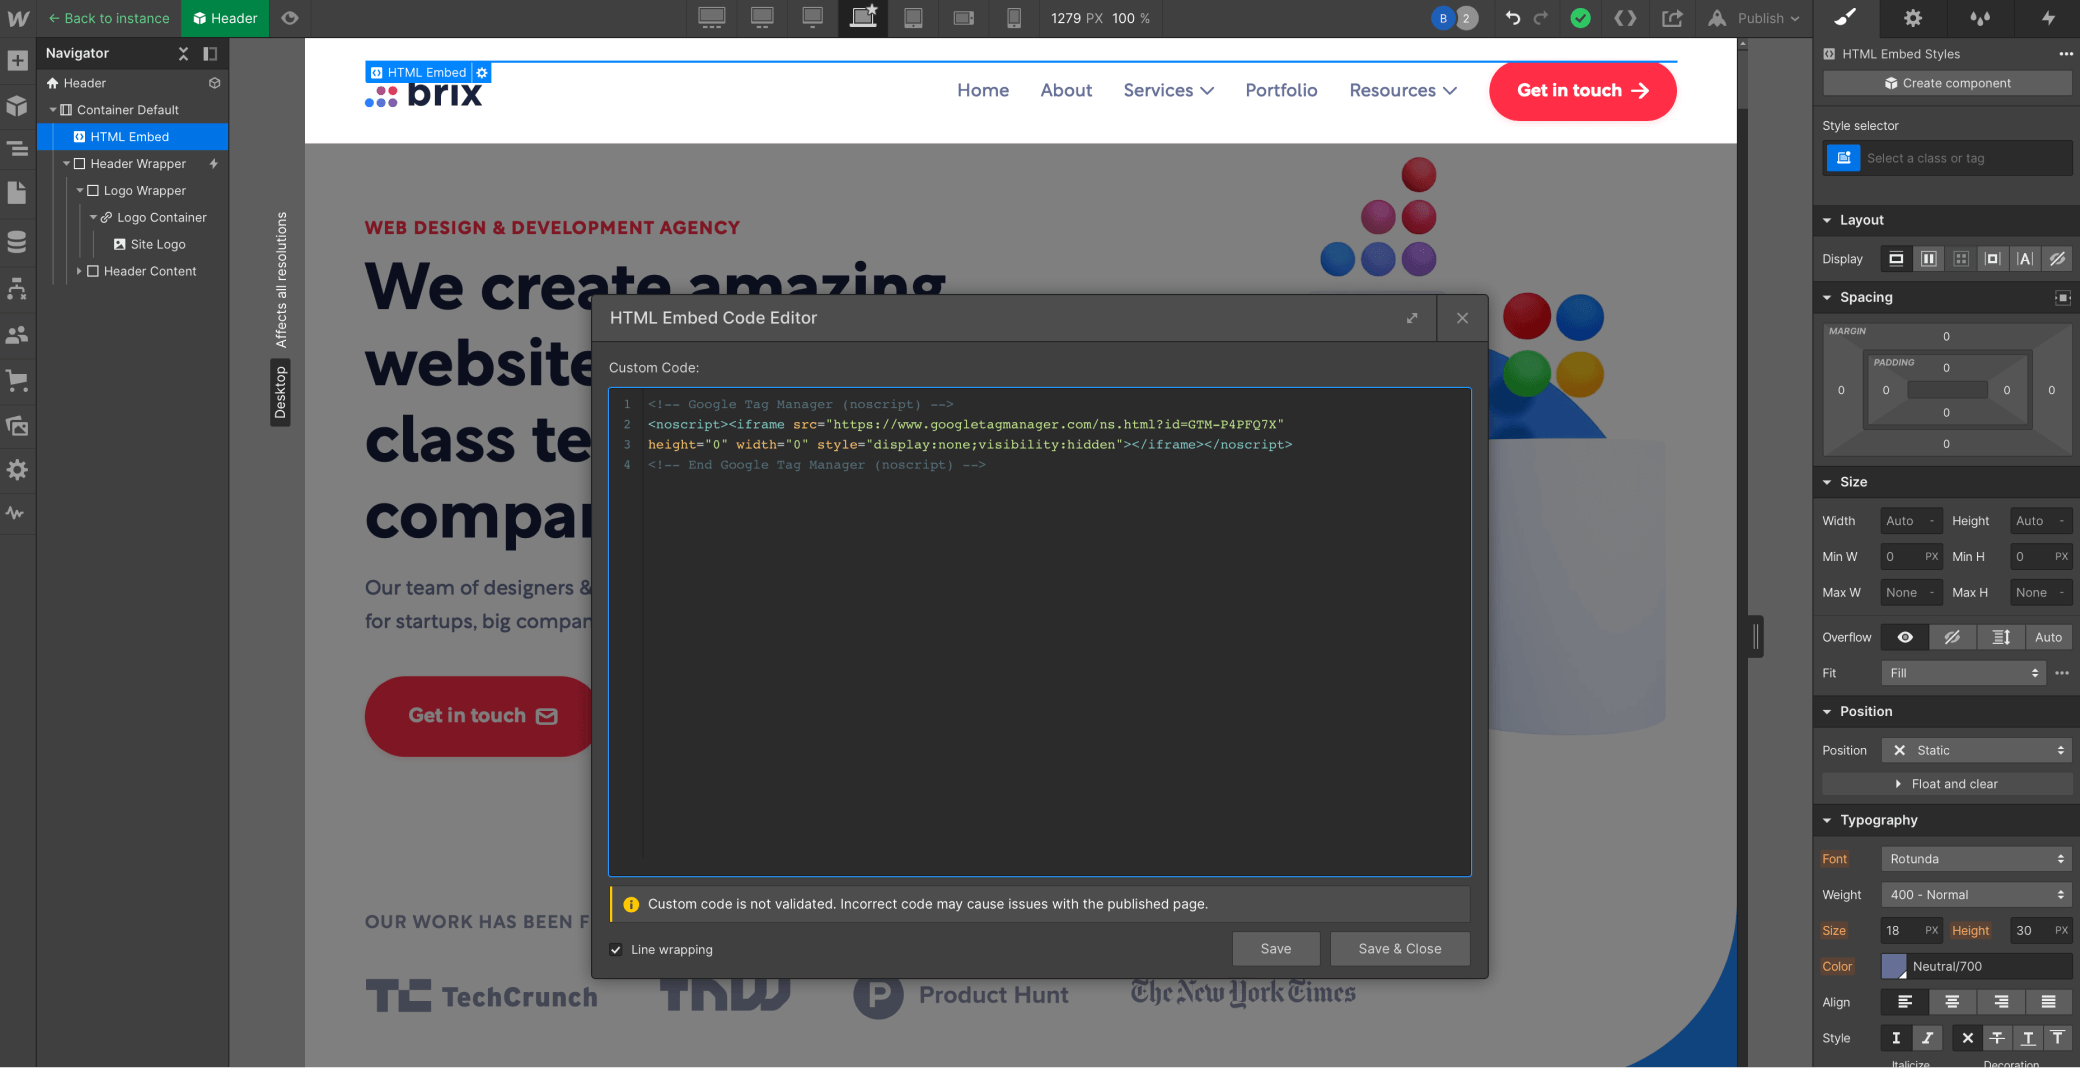 Back to instance
Header
1279 PX 100 %
B
2
Publish
Navigator
Header
Container Default
HTML Embed
Header Wrapper
Logo Wrapper
Logo Container
Site Logo
Header Content
Affects all resolutions
Desktop
HTML Embed
brix
Home
About
Services
Portfolio
Resources
Get in touch
WEB DESIGN & DEVELOPMENT AGENCY
We create amazing
website
class te
compa
Our team of designers &
for startups, big compan
Get in touch
OUR WORK HAS BEEN F
TechCrunch
Product Hunt
The New York Times
HTML Embed Code Editor
Custom Code:
1 <!-- Google Tag Manager (noscript) -->
2 <noscript><iframe src="https://www.googletagmanager.com/ns.html?id=GTM-P4PFQ7X"
3 height="0" width="0" style="display:none;visibility:hidden"></iframe></noscript>
4 <!-- End Google Tag Manager (noscript) -->
Custom code is not validated. Incorrect code may cause issues with the published page.
Line wrapping
Save
Save & Close
HTML Embed Styles
Create component
Style selector
Select a class or tag
Layout
Display
Spacing
MARGIN
0
PADDING
0
0 0 0 0
0
0
Size
Width Auto - Height Auto -
Min W 0 PX Min H 0 PX
Max W None - Max H None -
Overflow Auto
Fit Fill
Position
Position Static
Float and clear
Typography
Font Rotunda
Weight 400 - Normal
Size 18 PX Height 30 PX
Color Neutral/700
Align
Style
Italicize Decoration